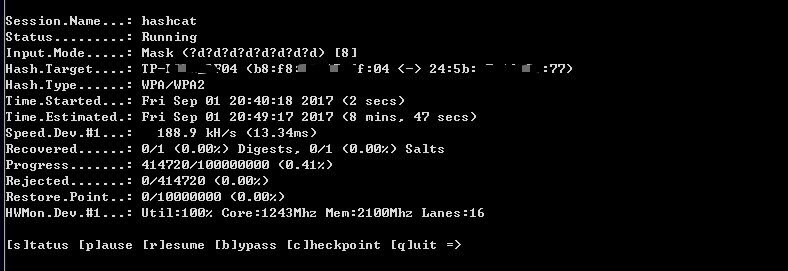 Session.Name...: hashcat
Status.........: Running
Input.Mode.....: Mask (?d?d?d?d?d?d?d?d) [8]
Hash.Target....: (b8:f8: f:04 <-> 24:5b: :77)
Hash.Type......: WPA/WPA2
Time.Started...: Fri Sep 01 20:40:18 2017 (2 secs)
Time.Estimated.: Fri Sep 01 20:49:17 2017 (8 mins, 47 secs)
Speed.Dev.#1...: 188.9 kH/s (13.34ms)
Recovered......: 0/1 (0.00%) Digests, 0/1 (0.00%) Salts
Progress.......: 414720/100000000 (0.41%)
Rejected.......: 0/414720 (0.00%)
Restore.Point..: 0/10000000 (0.00%)
HWMon.Dev.#1...: Util:100% Core:1243Mhz Mem:2100Mhz Lanes:16
[s]tatus [p]ause [r]esume [b]ypass [c]heckpoint [q]uit =>